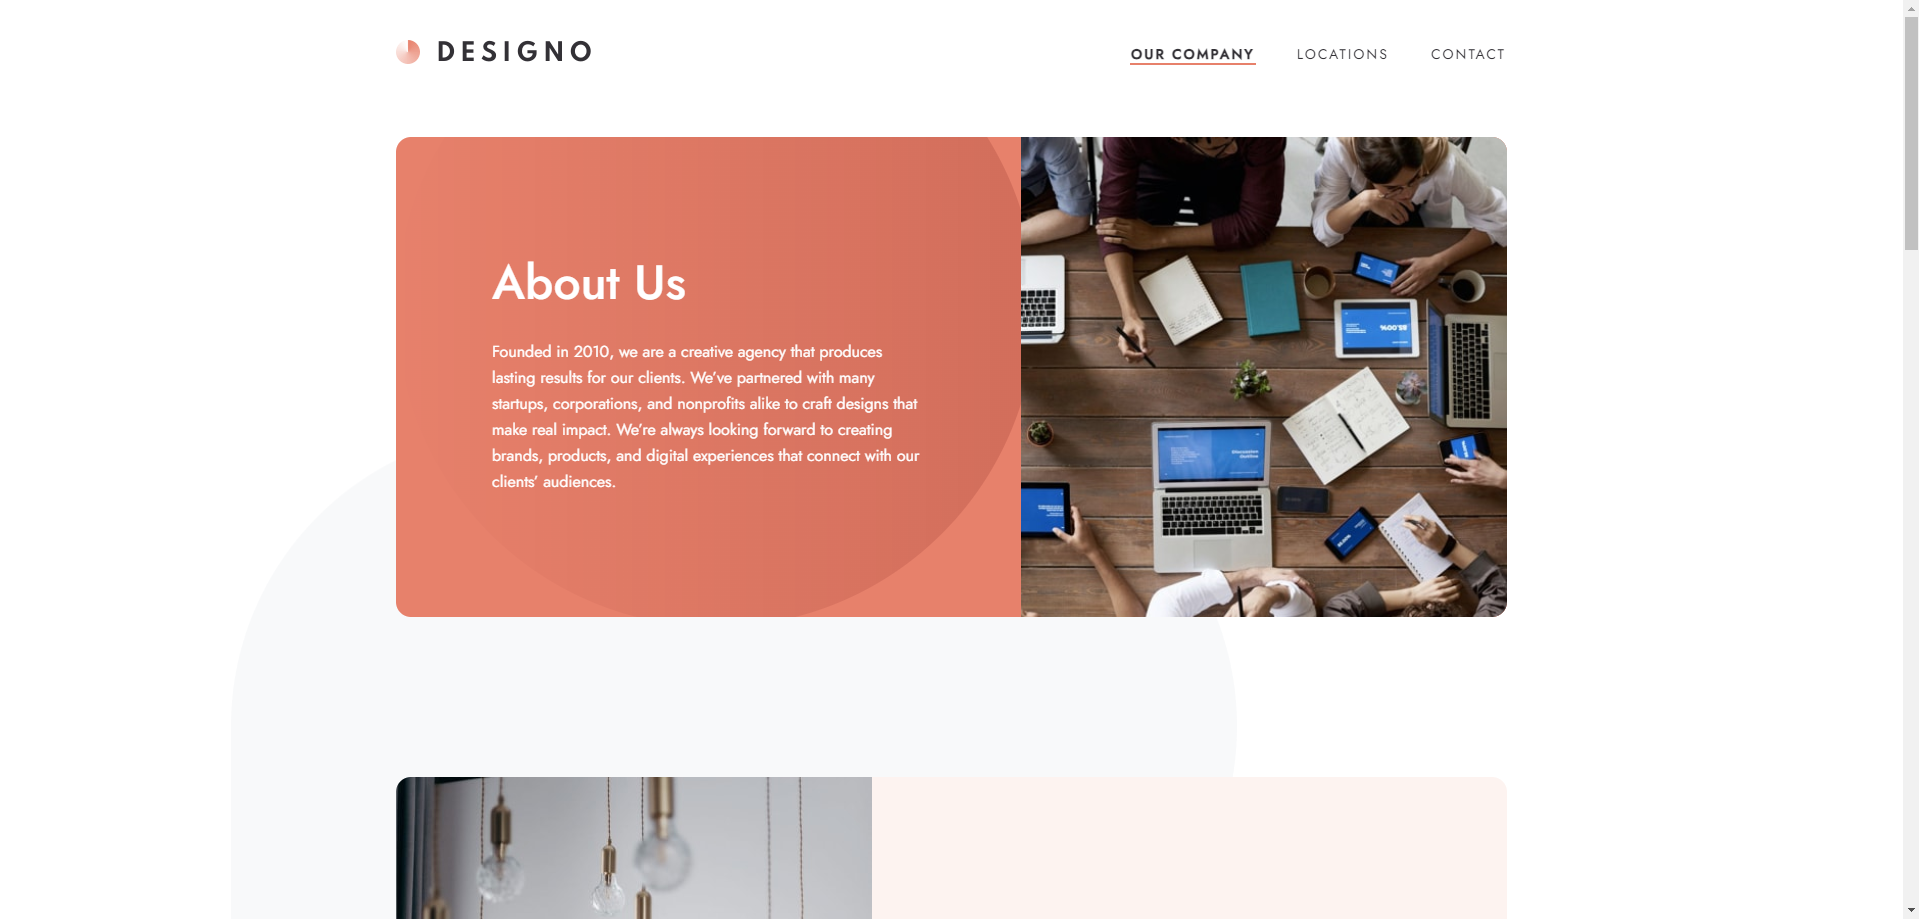 DESIGNO
OUR COMPANY LOCATIONS CONTACT
About Us
Founded in 2010, we are a creative agency that produces
lasting results for our clients. We’ve partnered with many
startups, corporations, and nonprofits alike to craft designs that
make real impact. We’re always looking forward to creating
brands, products, and digital experiences that connect with our
clients’ audiences.